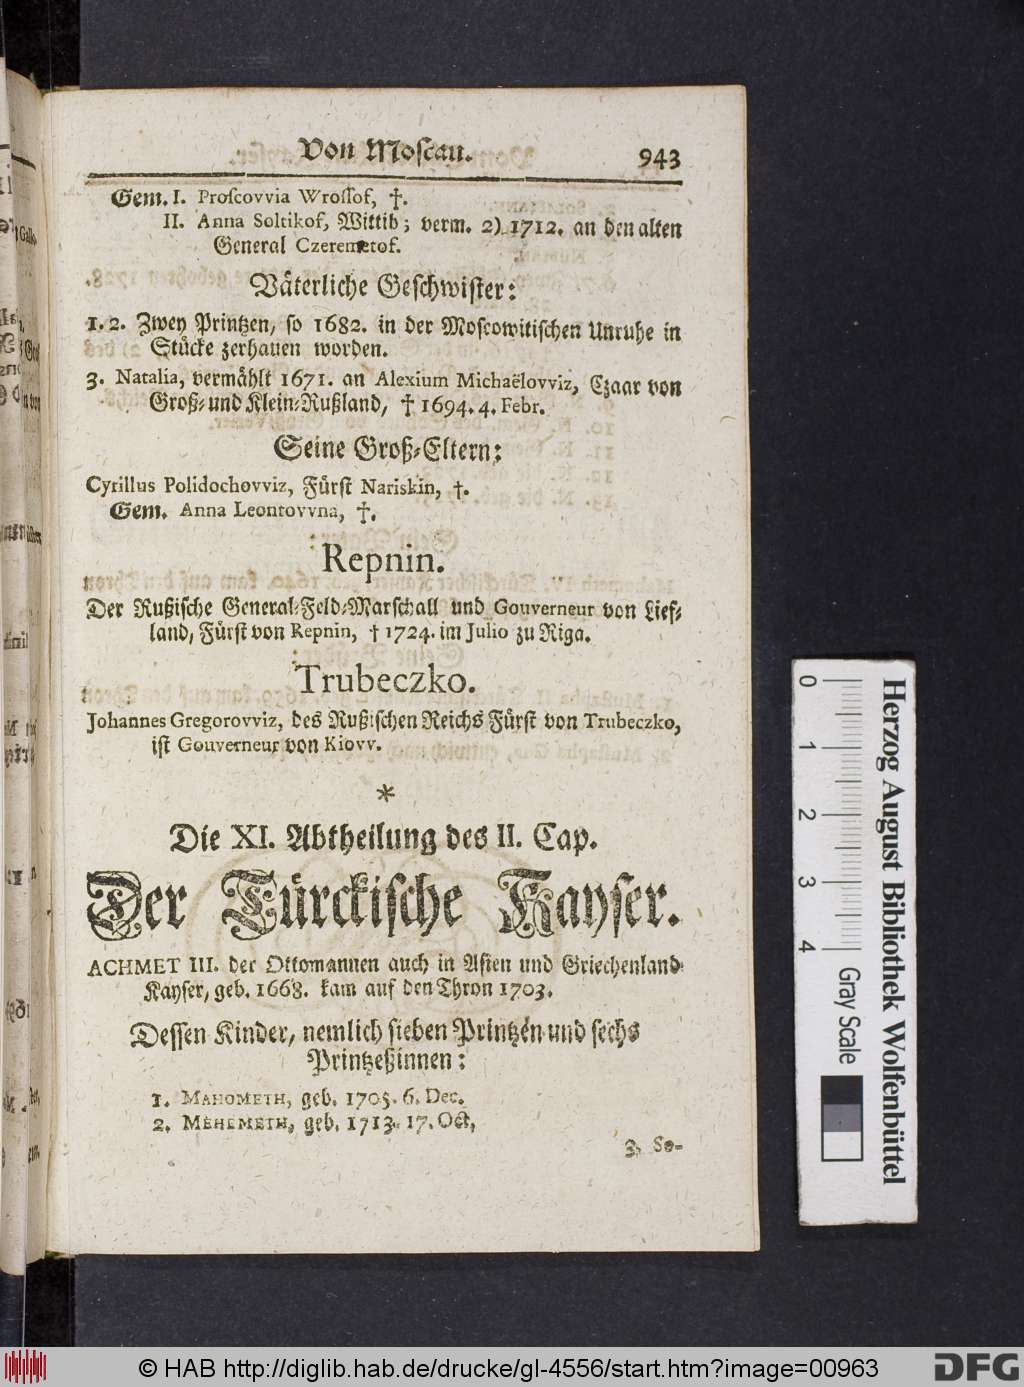 Von Moscau. 943
Gem. I. Proscovvia Wrossof, †.
II. Anna Soltikof, Wittib; verm. 2) 1712. an den alten
General Czeremetof.
Väterliche Geschwister:
1. 2. Zwey Printzen, so 1682. in der Moscowitischen Unruhe in
Stücke zerhauen worden.
3. Natalia, vermählt 1671. an Alexium Michaëlovviz, Czaar von
Groß- und Klein-Rußland, † 1694. 4. Febr.
Seine Groß-Eltern:
Cyrillus Polidochovviz, Fürst Nariskin, †.
Gem. Anna Leontovvna, †.
Repnin.
Der Rußische General-Feld-Marschall und Gouverneur von Lief-
land, Fürst von Repnin, † 1724. im Julio zu Riga.
Trubeczko.
Johannes Gregorovviz, des Rußischen Reichs Fürst von Trubeczko,
ist Gouverneur von Kiovv.
*
Die XI. Abtheilung des II. Cap.
Der Türckische Kayser.
ACHMET III. der Ottomannen auch in Asien und Griechenland
Kayser, geb. 1668. kam auf den Thron 1703.
Dessen Kinder, nemlich sieben Printzen und sechs
Printzeßinnen:
1. MAHOMETH, geb. 1705. 6. Dec.
2. MEHEMETH, geb. 1713. 17. Oct,
3. So-
0 1 2 3 4
Gray Scale
Herzog August Bibliothek Wolfenbüttel
© HAB http://diglib.hab.de/drucke/gl-4556/start.htm?image=00963
DFG